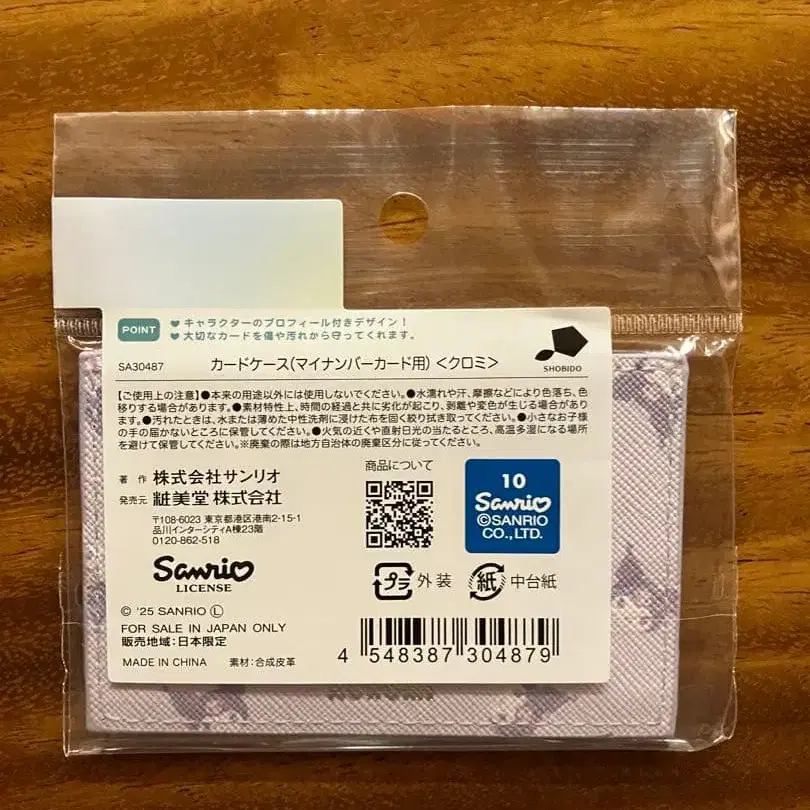 POINT
♥ キャラクターのプロフィール付きデザイン！
♥ 大切なカードを傷や汚れから守ってくれます。
SHOBIDO
SA30487 カードケース(マイナンバーカード用)＜クロミ＞
【ご使用上の注意】●本来の用途以外には使用しないでください。●水濡れや汗、摩擦などにより色落ち、色
移りする場合があります。●素材特性上、時間の経過と共に劣化が起こり、剥離や変色が生じる場合があり
ます。●汚れたときは、水または薄めた中性洗剤に浸けた布を固く絞り拭き取ってください。●小さなお子様
の手の届かないところに保管してください。●火気の近くや直射日光の当たるところ、高温多湿になる場所
を避けて保管してください。※廃棄の際は地方自治体の廃棄区分に従ってください。
著 作 株式会社サンリオ
発売元 粧美堂 株式会社
〒108-6023 東京都港区港南2-15-1
品川インターシティA棟23階
0120-862-518
商品について
10
Sanrio
©SANRIO
CO.,LTD.
Sanrio
LICENSE
プラ 外装
紙 中台紙
© '25 SANRIO Ⓛ
FOR SALE IN JAPAN ONLY
販売地域：日本限定
MADE IN CHINA 素材：合成皮革
4 548387 304879